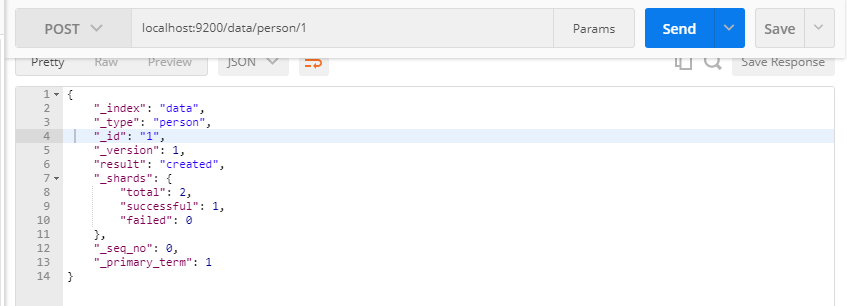 POST localhost:9200/data/person/1 Params Send Save
Pretty Raw Preview JSON Save Response
1 {
2 "_index": "data",
3 "_type": "person",
4 "_id": "1",
5 "_version": 1,
6 "result": "created",
7 "_shards": {
8 "total": 2,
9 "successful": 1,
10 "failed": 0
11 },
12 "_seq_no": 0,
13 "_primary_term": 1
14 }